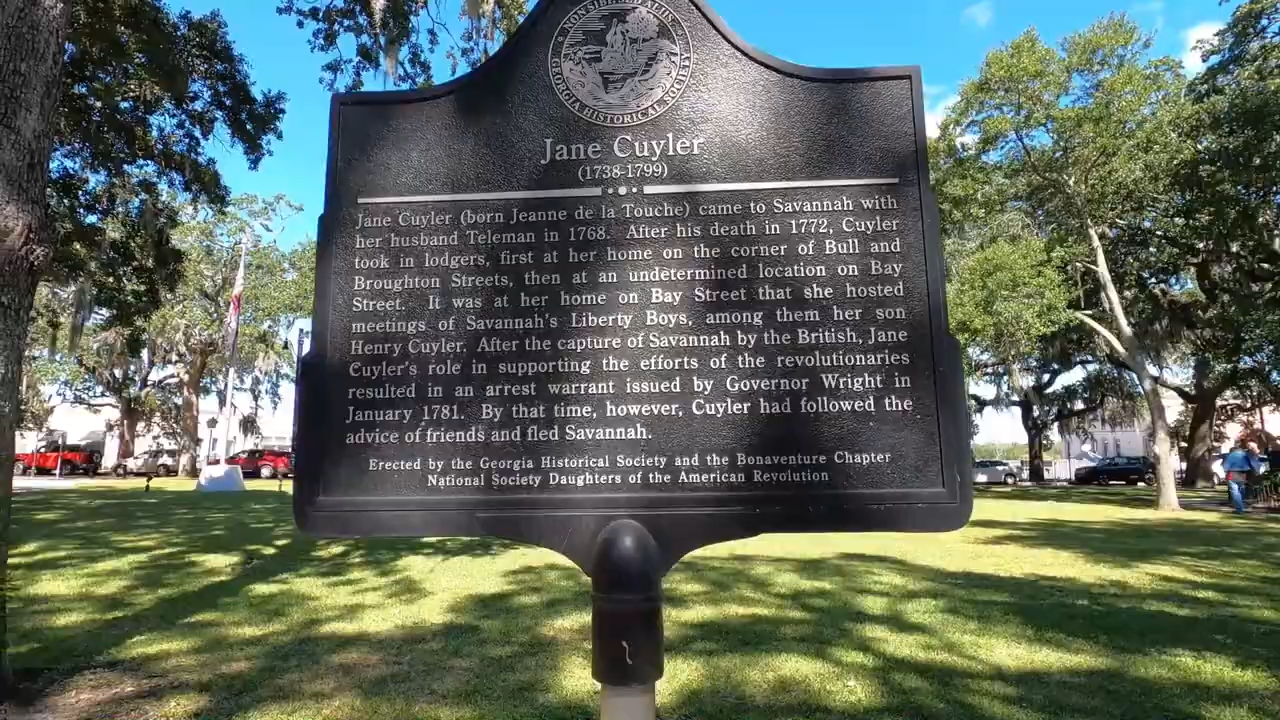 NON SIBI SED ALIIS
GEORGIA HISTORICAL SOCIETY
Jane Cuyler
(1738-1799)
Jane Cuyler (born Jeanne de la Touche) came to Savannah with
her husband Teleman in 1768. After his death in 1772, Cuyler
took in lodgers, first at her home on the corner of Bull and
Broughton Streets, then at an undetermined location on Bay
Street. It was at her home on Bay Street that she hosted
meetings of Savannah's Liberty Boys, among them her son
Henry Cuyler. After the capture of Savannah by the British, Jane
Cuyler's role in supporting the efforts of the revolutionaries
resulted in an arrest warrant issued by Governor Wright in
January 1781. By that time, however, Cuyler had followed the
advice of friends and fled Savannah.
Erected by the Georgia Historical Society and the Bonaventure Chapter
National Society Daughters of the American Revolution